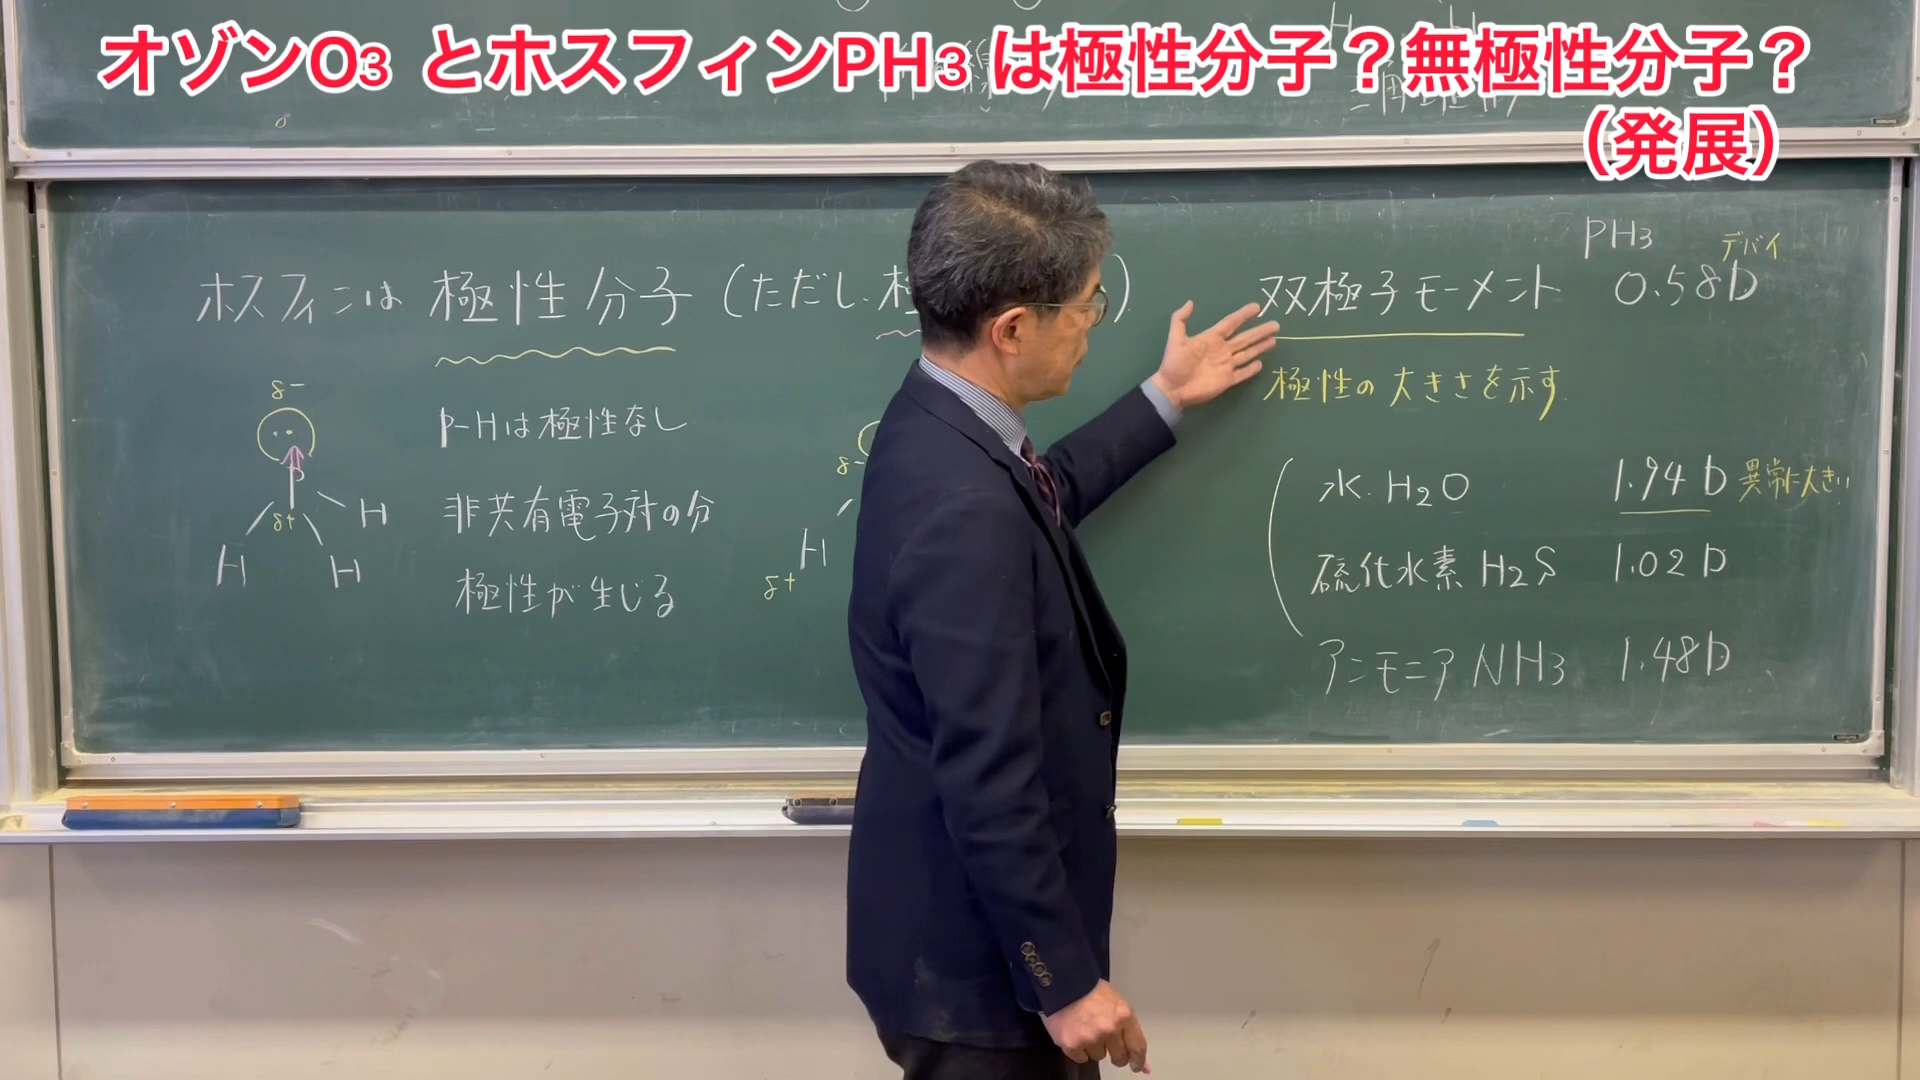 オゾンO3 とホスフィンPH3 は極性分子？無極性分子？
（発展）
ホスフィンは 極性分子 (ただし、極
)
δ-
P
δ+
H
H
H
P-Hは極性なし
非共有電子対の分
極性が生じる
δ-
H
δ+
PH3
デバイ
双極子モーメント 0.58D
極性の大きさを示す
水 H2O 1.94D 異常に大きい
硫化水素 H2S 1.02D
アンモニア NH3 1.48D